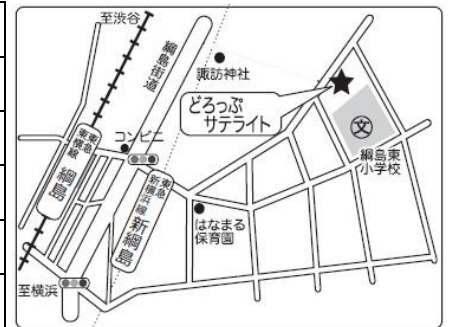 至渋谷
綱島街道
諏訪神社
どろっぷ
サテライト
文
綱島東
小学校
コンビニ
東急
東横線
綱島
東急
新横浜線
新綱島
はなまる
保育園
至横浜